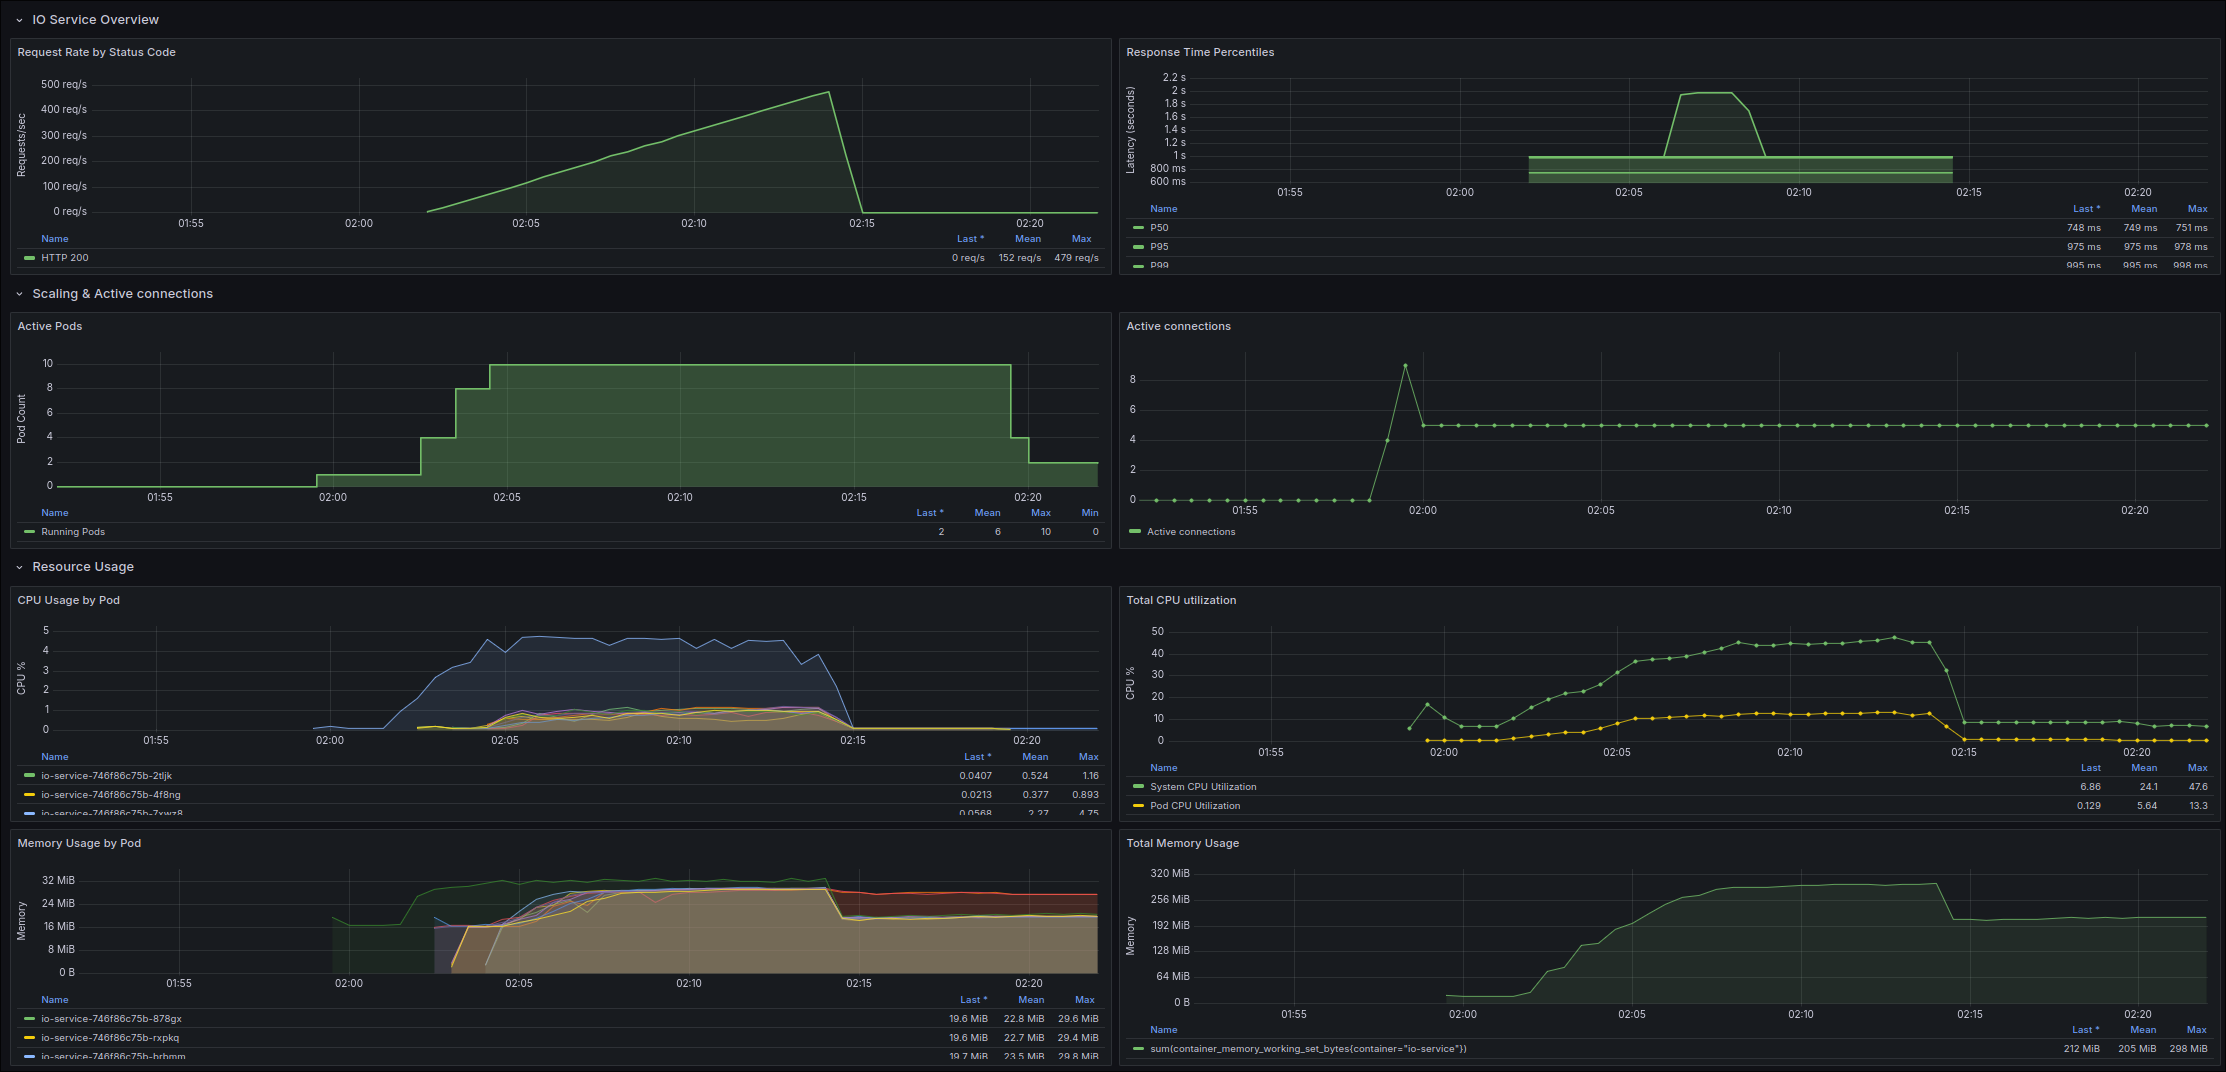 IO Service Overview
Request Rate by Status Code
Requests/sec
500 req/s
400 req/s
300 req/s
200 req/s
100 req/s
0 req/s
01:55 02:00 02:05 02:10 02:15 02:20
Name Last * Mean Max
HTTP 200 0 req/s 152 req/s 479 req/s
Response Time Percentiles
Latency (seconds)
2.2 s
2 s
1.8 s
1.6 s
1.4 s
1.2 s
1 s
800 ms
600 ms
01:55 02:00 02:05 02:10 02:15 02:20
Name Last * Mean Max
P50 748 ms 749 ms 751 ms
P95 975 ms 975 ms 978 ms
P99 995 ms 995 ms 998 ms
Scaling & Active connections
Active Pods
Pod Count
10
8
6
4
2
0
01:55 02:00 02:05 02:10 02:15 02:20
Name Last * Mean Max Min
Running Pods 2 6 10 0
Active connections
8
6
4
2
0
01:55 02:00 02:05 02:10 02:15 02:20
Active connections
Resource Usage
CPU Usage by Pod
CPU %
5
4
3
2
1
0
01:55 02:00 02:05 02:10 02:15 02:20
Name Last * Mean Max
io-service-746f86c75b-2tljk 0.0407 0.524 1.16
io-service-746f86c75b-4f8ng 0.0213 0.377 0.893
io-service-746f86c75b-7xwz8 0.0568 2.27 4.75
Total CPU utilization
CPU %
50
40
30
20
10
0
01:55 02:00 02:05 02:10 02:15 02:20
Name Last Mean Max
System CPU Utilization 6.86 24.1 47.6
Pod CPU Utilization 0.129 5.64 13.3
Memory Usage by Pod
Memory
32 MiB
24 MiB
16 MiB
8 MiB
0 B
01:55 02:00 02:05 02:10 02:15 02:20
Name Last * Mean Max
io-service-746f86c75b-878gx 19.6 MiB 22.8 MiB 29.6 MiB
io-service-746f86c75b-rxpkq 19.6 MiB 22.7 MiB 29.4 MiB
io-service-746f86c75b-brbmm 19.7 MiB 23.5 MiB 29.8 MiB
Total Memory Usage
Memory
320 MiB
256 MiB
192 MiB
128 MiB
64 MiB
0 B
01:55 02:00 02:05 02:10 02:15 02:20
Name Last * Mean Max
sum(container_memory_working_set_bytes{container="io-service"}) 212 MiB 205 MiB 298 MiB